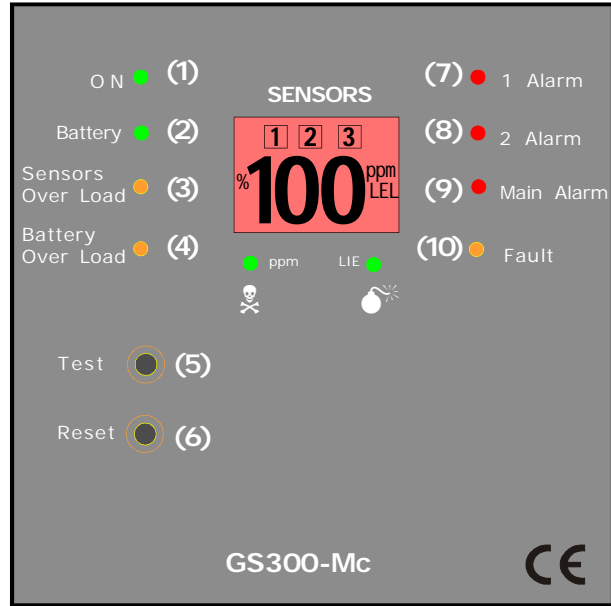 ON (1)
Battery (2)
Sensors
Over Load (3)
Battery
Over Load (4)
SENSORS
1 2 3
% 100 ppm
LEL
ppm LIE
(7) 1 Alarm
(8) 2 Alarm
(9) Main Alarm
(10) Fault
Test (5)
Reset (6)
GS300-Mc CE